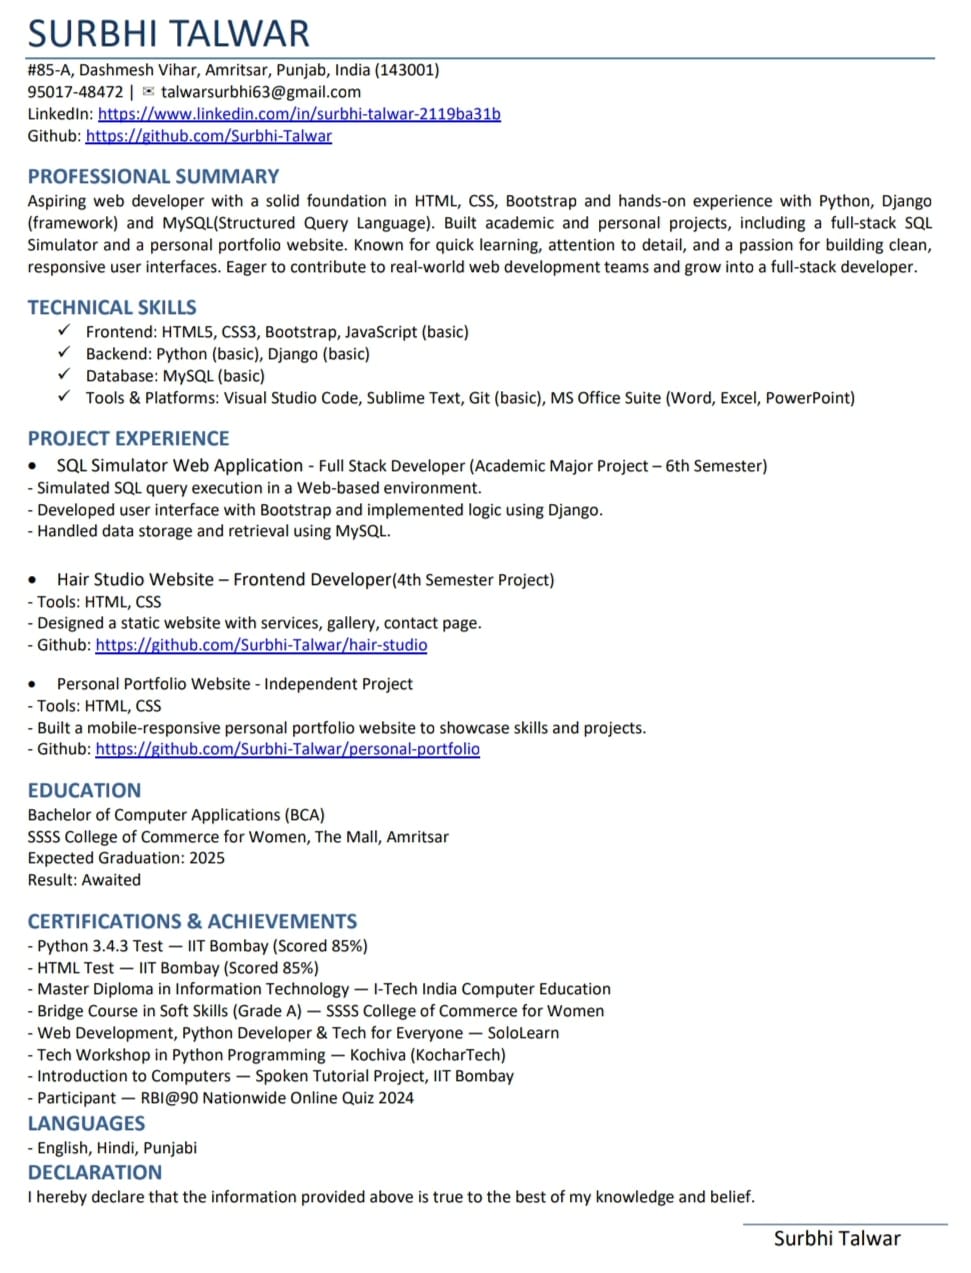 SURBHI TALWAR
#85-A, Dashmesh Vihar, Amritsar, Punjab, India (143001)
95017-48472 | ✉ talwarsurbhi63@gmail.com
LinkedIn: https://www.linkedin.com/in/surbhi-talwar-2119ba31b
Github: https://github.com/Surbhi-Talwar
PROFESSIONAL SUMMARY
Aspiring web developer with a solid foundation in HTML, CSS, Bootstrap and hands-on experience with Python, Django
(framework) and MySQL(Structured Query Language). Built academic and personal projects, including a full-stack SQL
Simulator and a personal portfolio website. Known for quick learning, attention to detail, and a passion for building clean,
responsive user interfaces. Eager to contribute to real-world web development teams and grow into a full-stack developer.
TECHNICAL SKILLS
✓ Frontend: HTML5, CSS3, Bootstrap, JavaScript (basic)
✓ Backend: Python (basic), Django (basic)
✓ Database: MySQL (basic)
✓ Tools & Platforms: Visual Studio Code, Sublime Text, Git (basic), MS Office Suite (Word, Excel, PowerPoint)
PROJECT EXPERIENCE
• SQL Simulator Web Application - Full Stack Developer (Academic Major Project – 6th Semester)
- Simulated SQL query execution in a Web-based environment.
- Developed user interface with Bootstrap and implemented logic using Django.
- Handled data storage and retrieval using MySQL.
• Hair Studio Website – Frontend Developer(4th Semester Project)
- Tools: HTML, CSS
- Designed a static website with services, gallery, contact page.
- Github: https://github.com/Surbhi-Talwar/hair-studio
• Personal Portfolio Website - Independent Project
- Tools: HTML, CSS
- Built a mobile-responsive personal portfolio website to showcase skills and projects.
- Github: https://github.com/Surbhi-Talwar/personal-portfolio
EDUCATION
Bachelor of Computer Applications (BCA)
SSSS College of Commerce for Women, The Mall, Amritsar
Expected Graduation: 2025
Result: Awaited
CERTIFICATIONS & ACHIEVEMENTS
- Python 3.4.3 Test — IIT Bombay (Scored 85%)
- HTML Test — IIT Bombay (Scored 85%)
- Master Diploma in Information Technology — I-Tech India Computer Education
- Bridge Course in Soft Skills (Grade A) — SSSS College of Commerce for Women
- Web Development, Python Developer & Tech for Everyone — SoloLearn
- Tech Workshop in Python Programming — Kochiva (KocharTech)
- Introduction to Computers — Spoken Tutorial Project, IIT Bombay
- Participant — RBI@90 Nationwide Online Quiz 2024
LANGUAGES
- English, Hindi, Punjabi
DECLARATION
I hereby declare that the information provided above is true to the best of my knowledge and belief.
Surbhi Talwar